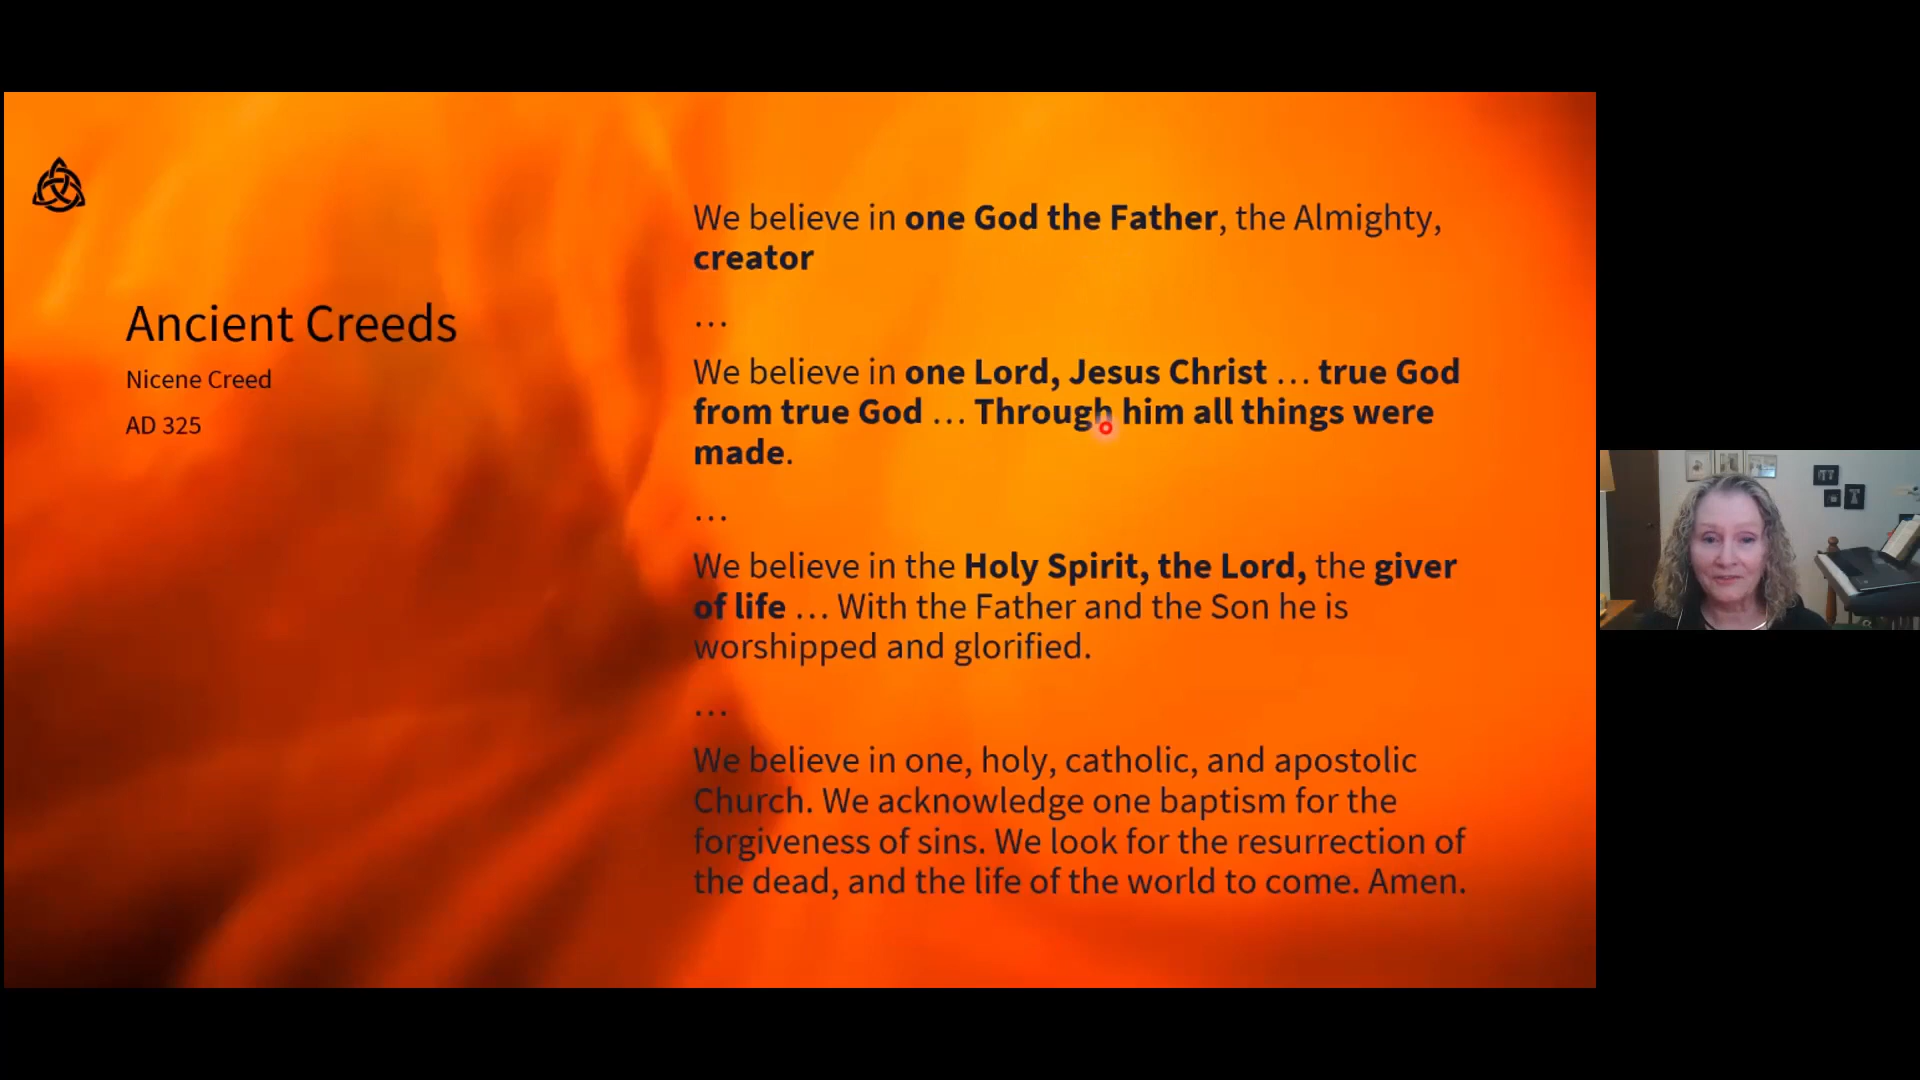 Ancient Creeds
Nicene Creed
AD 325
We believe in one God the Father, the Almighty,
creator
…
We believe in one Lord, Jesus Christ … true God
from true God … Through him all things were
made.
…
We believe in the Holy Spirit, the Lord, the giver
of life … With the Father and the Son he is
worshipped and glorified.
…
We believe in one, holy, catholic, and apostolic
Church. We acknowledge one baptism for the
forgiveness of sins. We look for the resurrection of
the dead, and the life of the world to come. Amen.